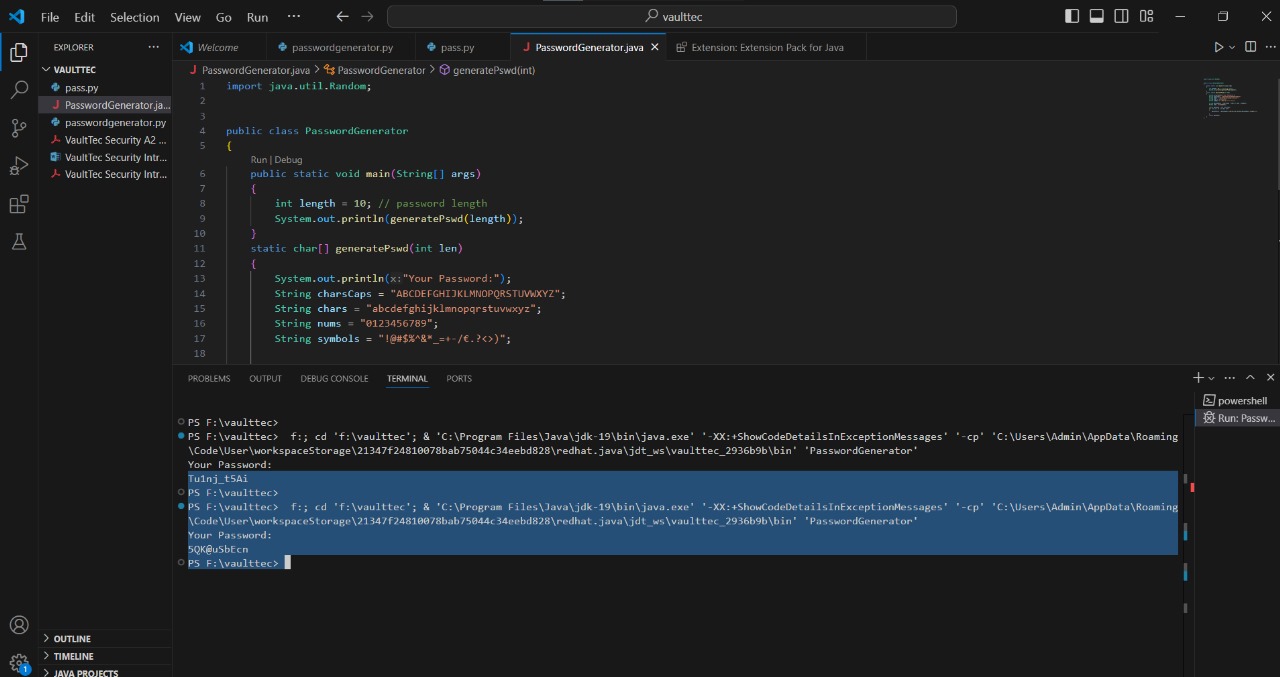 File Edit Selection View Go Run ··· vaulttec
EXPLORER ···
Welcome passwordgenerator.py pass.py PasswordGenerator.java Extension: Extension Pack for Java
VAULTTEC
pass.py
PasswordGenerator.ja...
passwordgenerator.py
VaultTec Security A2 ...
VaultTec Security Intr...
VaultTec Security Intr...
PasswordGenerator.java > PasswordGenerator > generatePswd(int)
1 import java.util.Random;
2
3
4 public class PasswordGenerator
5 {
Run | Debug
6 public static void main(String[] args)
7 {
8 int length = 10; // password length
9 System.out.println(generatePswd(length));
10 }
11 static char[] generatePswd(int len)
12 {
13 System.out.println(x:"Your Password:");
14 String charsCaps = "ABCDEFGHIJKLMNOPQRSTUVWXYZ";
15 String chars = "abcdefghijklmnopqrstuvwxyz";
16 String nums = "0123456789";
17 String symbols = "!@#$%^&*_=+-/€.?<>)";
18
PROBLEMS OUTPUT DEBUG CONSOLE TERMINAL PORTS
powershell
Run: Passw...
PS F:\vaulttec>
PS F:\vaulttec> f:; cd 'f:\vaulttec'; & 'C:\Program Files\Java\jdk-19\bin\java.exe' '-XX:+ShowCodeDetailsInExceptionMessages' '-cp' 'C:\Users\Admin\AppData\Roaming
\Code\User\workspaceStorage\21347f24810078bab75044c34eebd828\redhat.java\jdt_ws\vaulttec_2936b9b\bin' 'PasswordGenerator'
Your Password:
Tu1nj_t5Ai
PS F:\vaulttec>
PS F:\vaulttec> f:; cd 'f:\vaulttec'; & 'C:\Program Files\Java\jdk-19\bin\java.exe' '-XX:+ShowCodeDetailsInExceptionMessages' '-cp' 'C:\Users\Admin\AppData\Roaming
\Code\User\workspaceStorage\21347f24810078bab75044c34eebd828\redhat.java\jdt_ws\vaulttec_2936b9b\bin' 'PasswordGenerator'
Your Password:
5QK@uSbEcn
PS F:\vaulttec>
OUTLINE
TIMELINE
JAVA PROJECTS
1